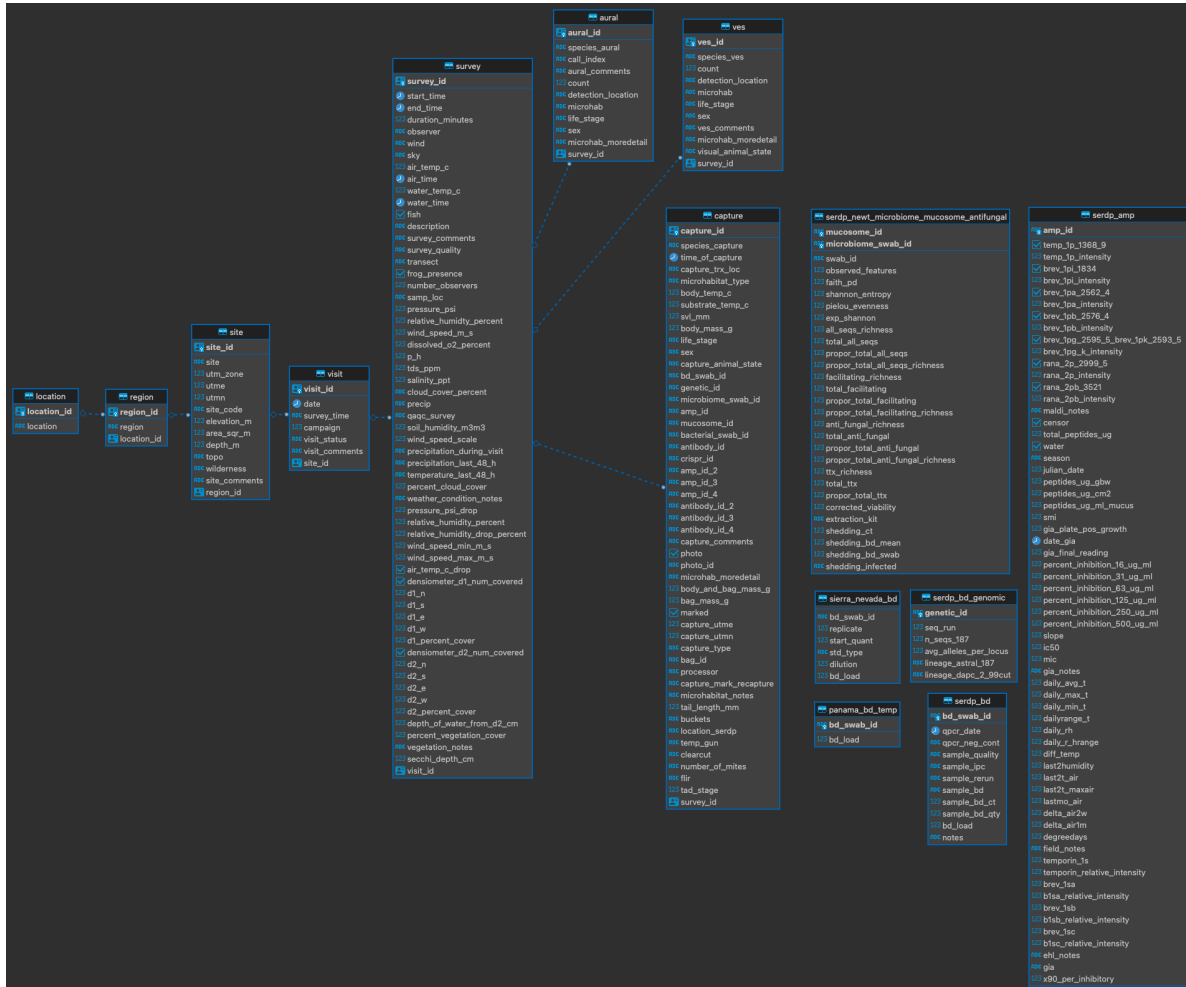 location
location_id
location
region
region_id
region
location_id
site
site_id
site
utm_zone
utme
utmn
site_code
elevation_m
area_sqr_m
depth_m
topo
wilderness
site_comments
region_id
visit
visit_id
date
survey_time
campaign
visit_status
visit_comments
site_id
survey
survey_id
start_time
end_time
duration_minutes
observer
wind
sky
air_temp_c
air_time
water_temp_c
water_time
fish
description
survey_comments
survey_quality
transect
frog_presence
number_observers
samp_loc
pressure_psi
relative_humidty_percent
wind_speed_m_s
dissolved_o2_percent
p_h
tds_ppm
salinity_ppt
cloud_cover_percent
precip
qaqc_survey
soil_humidity_m3m3
wind_speed_scale
precipitation_during_visit
precipitation_last_48_h
temperature_last_48_h
percent_cloud_cover
weather_condition_notes
pressure_psi_drop
relative_humidity_percent
relative_humidity_drop_percent
wind_speed_min_m_s
wind_speed_max_m_s
air_temp_c_drop
densiometer_d1_num_covered
d1_n
d1_s
d1_e
d1_w
d1_percent_cover
densiometer_d2_num_covered
d2_n
d2_s
d2_e
d2_w
d2_percent_cover
depth_of_water_from_d2_cm
percent_vegetation_cover
vegetation_notes
secchi_depth_cm
visit_id
aural
aural_id
species_aural
call_index
aural_comments
count
detection_location
microhab
life_stage
sex
microhab_moredetail
survey_id
ves
ves_id
species_ves
count
detection_location
microhab
life_stage
sex
ves_comments
microhab_moredetail
visual_animal_state
survey_id
capture
capture_id
species_capture
time_of_capture
capture_trx_loc
microhabitat_type
body_temp_c
substrate_temp_c
svl_mm
body_mass_g
life_stage
sex
capture_animal_state
bd_swab_id
genetic_id
microbiome_swab_id
amp_id
mucosome_id
bacterial_swab_id
antibody_id
crispr_id
amp_id_2
amp_id_3
amp_id_4
antibody_id_2
antibody_id_3
antibody_id_4
capture_comments
photo
photo_id
microhab_moredetail
body_and_bag_mass_g
bag_mass_g
marked
capture_utme
capture_utmn
capture_type
bag_id
processor
capture_mark_recapture
microhabitat_notes
tail_length_mm
buckets
location_serdp
temp_gun
clearcut
number_of_mites
flir
tad_stage
survey_id
serdp_newt_microbiome_mucosome_antifungal
mucosome_id
microbiome_swab_id
swab_id
observed_features
faith_pd
shannon_entropy
pielou_evenness
exp_shannon
all_seqs_richness
total_all_seqs
propor_total_all_seqs
propor_total_all_seqs_richness
facilitating_richness
total_facilitating
propor_total_facilitating
propor_total_facilitating_richness
anti_fungal_richness
total_anti_fungal
propor_total_anti_fungal
propor_total_anti_fungal_richness
ttx_richness
total_ttx
propor_total_ttx
corrected_viability
extraction_kit
shedding_ct
shedding_bd_mean
shedding_bd_swab
shedding_infected
sierra_nevada_bd
bd_swab_id
replicate
start_quant
std_type
dilution
bd_load
serdp_bd_genomic
genetic_id
seq_run
n_seqs_187
avg_alleles_per_locus
lineage_astral_187
lineage_dapc_2_99cut
panama_bd_temp
bd_swab_id
bd_load
serdp_bd
bd_swab_id
qpcr_date
qpcr_neg_cont
sample_quality
sample_ipc
sample_rerun
sample_bd
sample_bd_ct
sample_bd_qty
bd_load
notes
serdp_amp
amp_id
temp_1p_1368_9
temp_1p_intensity
brev_1pi_1834
brev_1pi_intensity
brev_1pa_2562_4
brev_1pa_intensity
brev_1pb_2576_4
brev_1pb_intensity
brev_1pg_2595_5_brev_1pk_2593_5
brev_1pg_k_intensity
rana_2p_2999_5
rana_2p_intensity
rana_2pb_3521
rana_2pb_intensity
maldi_notes
censor
total_peptides_ug
water
season
julian_date
peptides_ug_gbw
peptides_ug_cm2
peptides_ug_ml_mucus
smi
gia_plate_pos_growth
date_gia
gia_final_reading
percent_inhibition_16_ug_ml
percent_inhibition_31_ug_ml
percent_inhibition_63_ug_ml
percent_inhibition_125_ug_ml
percent_inhibition_250_ug_ml
percent_inhibition_500_ug_ml
slope
ic50
mic
gia_notes
daily_avg_t
daily_max_t
daily_min_t
dailyrange_t
daily_rh
daily_r_hrange
diff_temp
last2humidity
last2t_air
last2t_maxair
lastmo_air
delta_air2w
delta_air1m
degreedays
field_notes
temporin_1s
temporin_relative_intensity
brev_1sa
b1sa_relative_intensity
brev_1sb
b1sb_relative_intensity
brev_1sc
b1sc_relative_intensity
ehl_notes
gia
x90_per_inhibitory